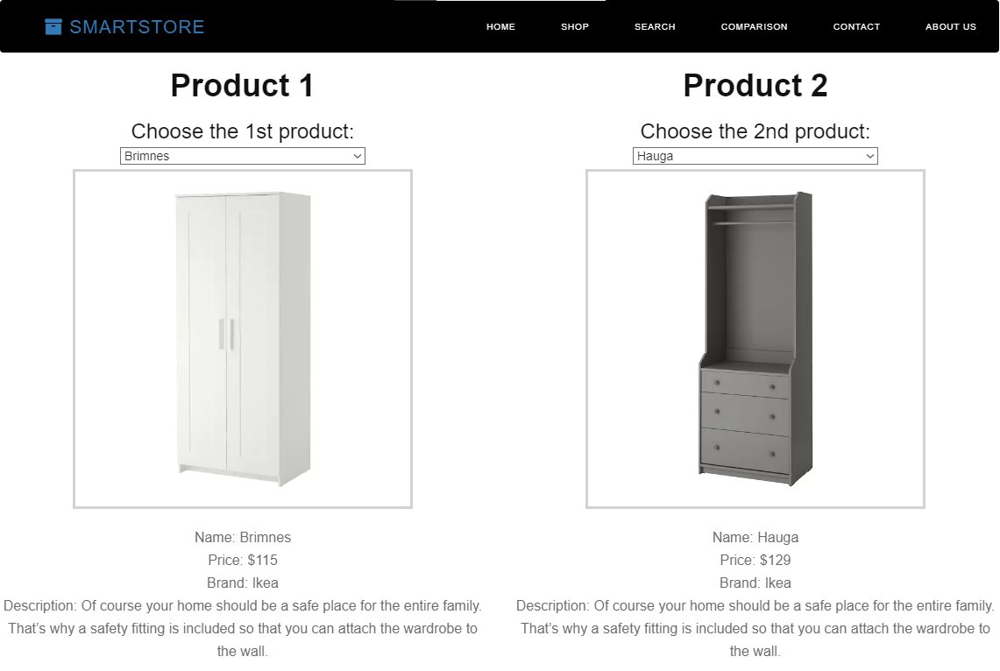 SMARTSTORE
HOME SHOP SEARCH COMPARISON CONTACT ABOUT US
Product 1
Choose the 1st product:
Brimnes
Name: Brimnes
Price: $115
Brand: Ikea
Description: Of course your home should be a safe place for the entire family.
That’s why a safety fitting is included so that you can attach the wardrobe to
the wall.
Product 2
Choose the 2nd product:
Hauga
Name: Hauga
Price: $129
Brand: Ikea
Description: Of course your home should be a safe place for the entire family.
That’s why a safety fitting is included so that you can attach the wardrobe to
the wall.